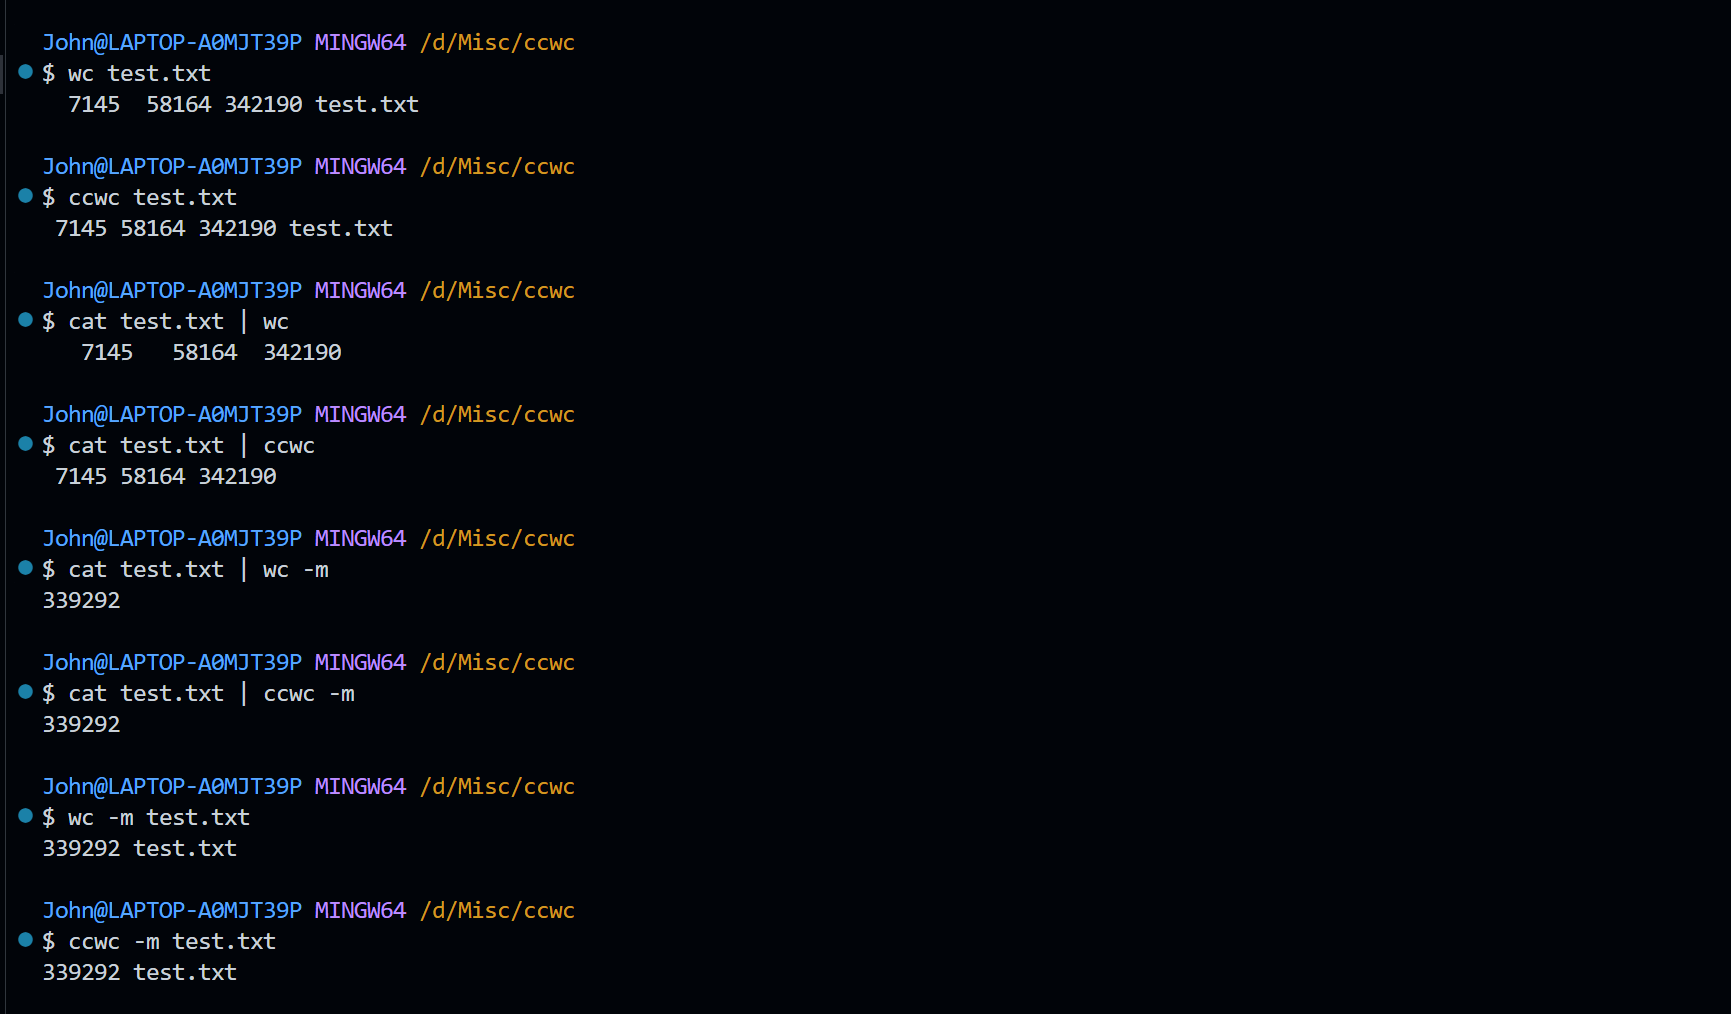 John@LAPTOP-A0MJT39P MINGW64 /d/Misc/ccwc
$ wc test.txt
  7145  58164 342190 test.txt
John@LAPTOP-A0MJT39P MINGW64 /d/Misc/ccwc
$ ccwc test.txt
 7145 58164 342190 test.txt
John@LAPTOP-A0MJT39P MINGW64 /d/Misc/ccwc
$ cat test.txt | wc
   7145   58164  342190
John@LAPTOP-A0MJT39P MINGW64 /d/Misc/ccwc
$ cat test.txt | ccwc
 7145 58164 342190
John@LAPTOP-A0MJT39P MINGW64 /d/Misc/ccwc
$ cat test.txt | wc -m
339292
John@LAPTOP-A0MJT39P MINGW64 /d/Misc/ccwc
$ cat test.txt | ccwc -m
339292
John@LAPTOP-A0MJT39P MINGW64 /d/Misc/ccwc
$ wc -m test.txt
339292 test.txt
John@LAPTOP-A0MJT39P MINGW64 /d/Misc/ccwc
$ ccwc -m test.txt
339292 test.txt